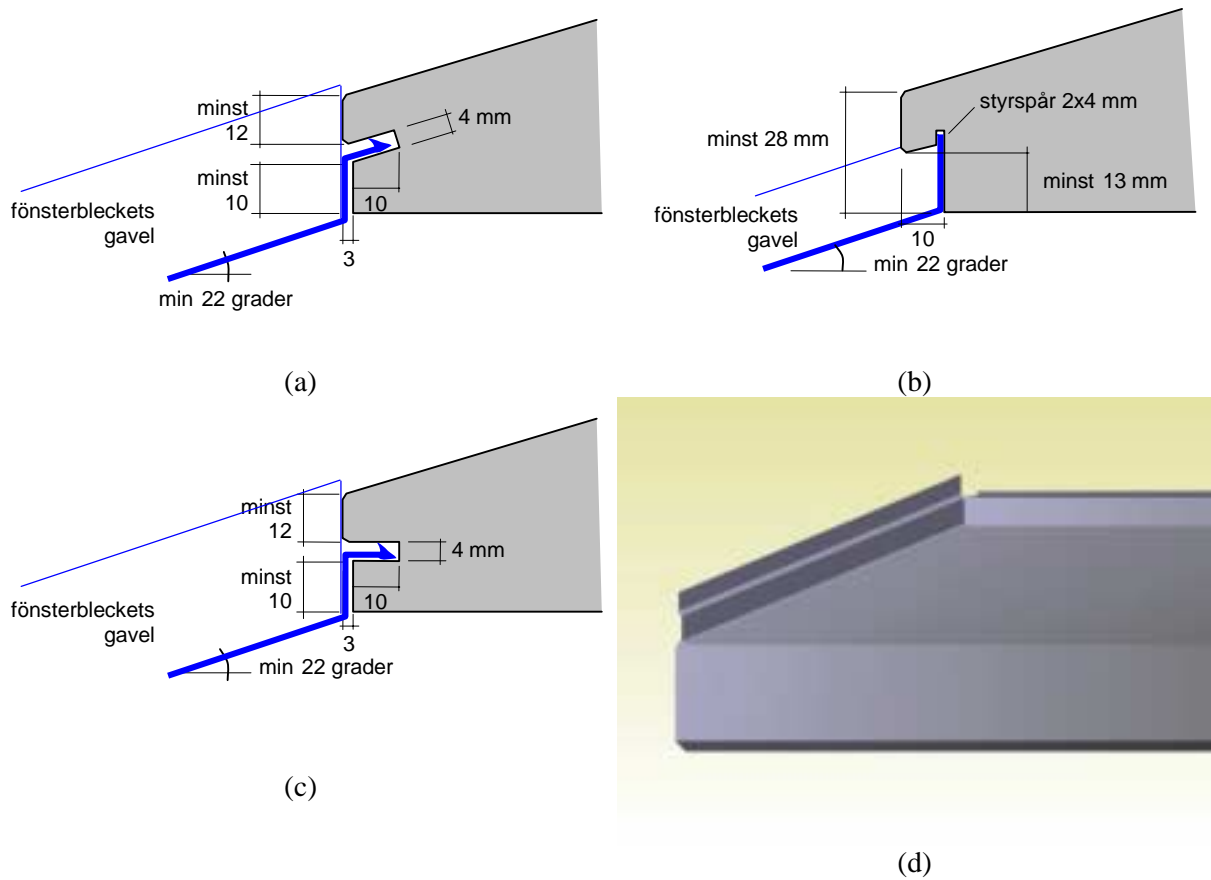 minst
12
4 mm
minst
10
10
fönsterbleckets
gavel
3
min 22 grader
(a)
styrspår 2x4 mm
minst 28 mm
minst 13 mm
fönsterbleckets
gavel
10
min 22 grader
(b)
minst
12
4 mm
minst
10
10
fönsterbleckets
gavel
3
min 22 grader
(c)
(d)